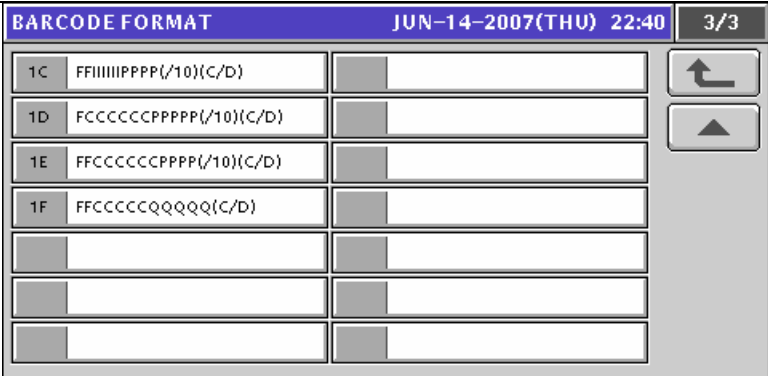 BARCODE FORMAT JUN-14-2007(THU) 22:40 3/3
1C FFIIIIIIPPPP(/10)(C/D)
1D FCCCCCCPPPPP(/10)(C/D)
1E FFCCCCCCPPPP(/10)(C/D)
1F FFCCCCCQQQQQ(C/D)